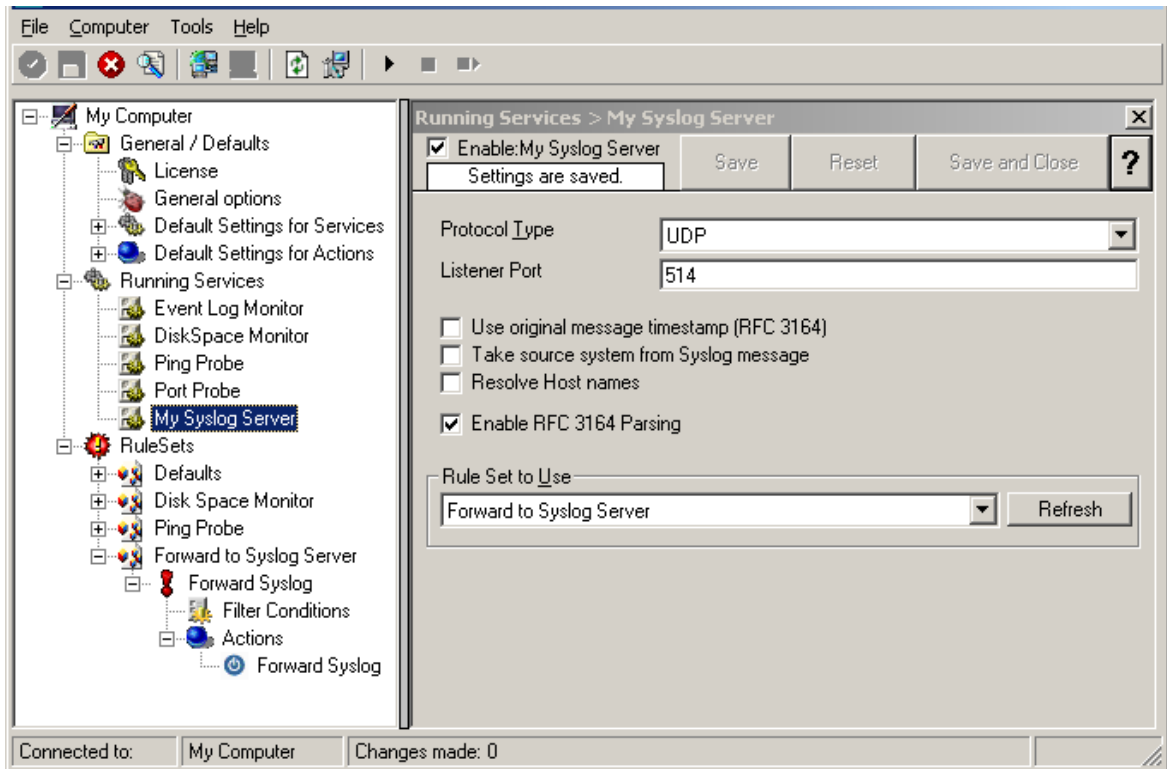 File Computer Tools Help
My Computer
General / Defaults
License
General options
Default Settings for Services
Default Settings for Actions
Running Services
Event Log Monitor
DiskSpace Monitor
Ping Probe
Port Probe
My Syslog Server
RuleSets
Defaults
Disk Space Monitor
Ping Probe
Forward to Syslog Server
Forward Syslog
Filter Conditions
Actions
Forward Syslog
Running Services > My Syslog Server
Enable:My Syslog Server
Settings are saved.
Save Reset Save and Close ?
Protocol Type UDP
Listener Port 514
Use original message timestamp (RFC 3164)
Take source system from Syslog message
Resolve Host names
Enable RFC 3164 Parsing
Rule Set to Use
Forward to Syslog Server Refresh
Connected to: My Computer Changes made: 0